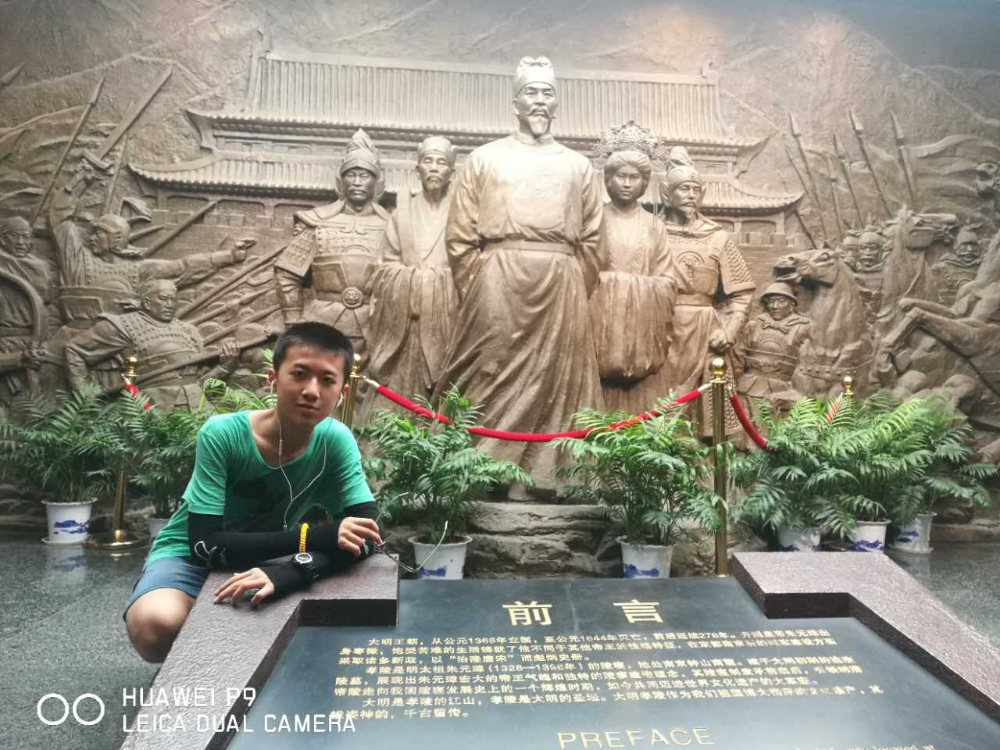 前 言
大明王朝，从公元1368年立国，至公元1644年灭亡，前后延续276年。开国皇帝朱元璋出
身寒微，饱受苦难的生活铸就了他不同于其他帝王的性格特征，在定都南京后的国家建设方面
采取诸多新政，以“治隆唐宋”而彪炳史册。
孝陵是明太祖朱元璋（1328—1398年）的陵寝，地处南京钟山南麓。建于大明初期的这座
陵墓，展现出朱元璋宏大的帝王气魄和独特的陵寝建造理念，其陵寝制度承前启后，引领明清
帝陵走向我国陵寝发展史上的一个辉煌时期，如今共同迈进世界文化遗产的大家庭。
大明是孝陵的江山，孝陵是大明的圣坛。大明孝陵作为我们祖国博大精深的文化遗产，其
神韵，千古留传。
PREFACE
HUAWEI P9
LEICA DUAL CAMERA